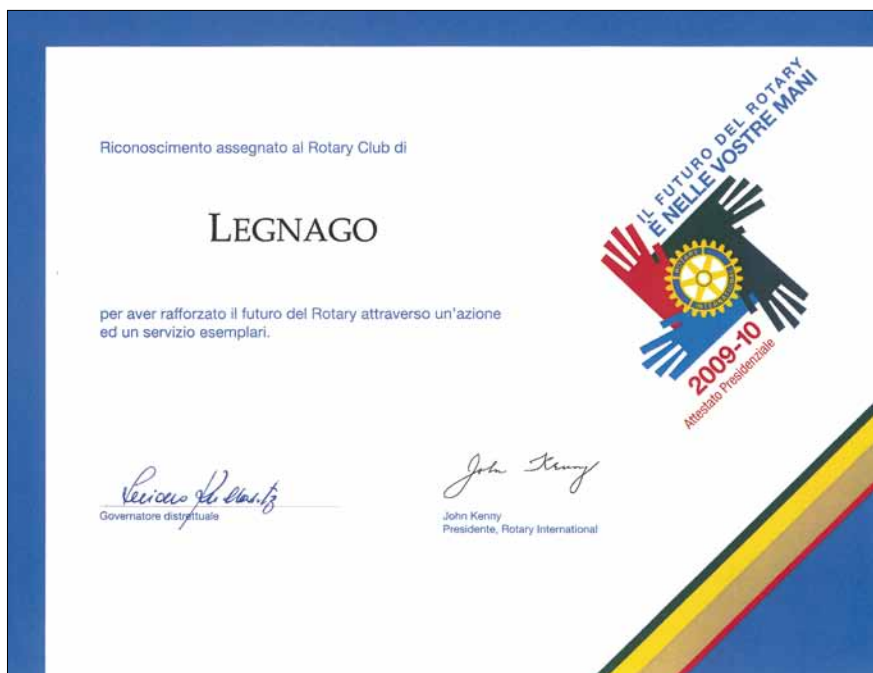 Riconoscimento assegnato al Rotary Club di
LEGNAGO
per aver rafforzato il futuro del Rotary attraverso un'azione
ed un servizio esemplari.
IL FUTURO DEL ROTARY
È NELLE VOSTRE MANI
ROTARY
INTERNATIONAL
2009-10
Attestato Presidenziale
Governatore distrettuale
John Kenny
John Kenny
Presidente, Rotary International